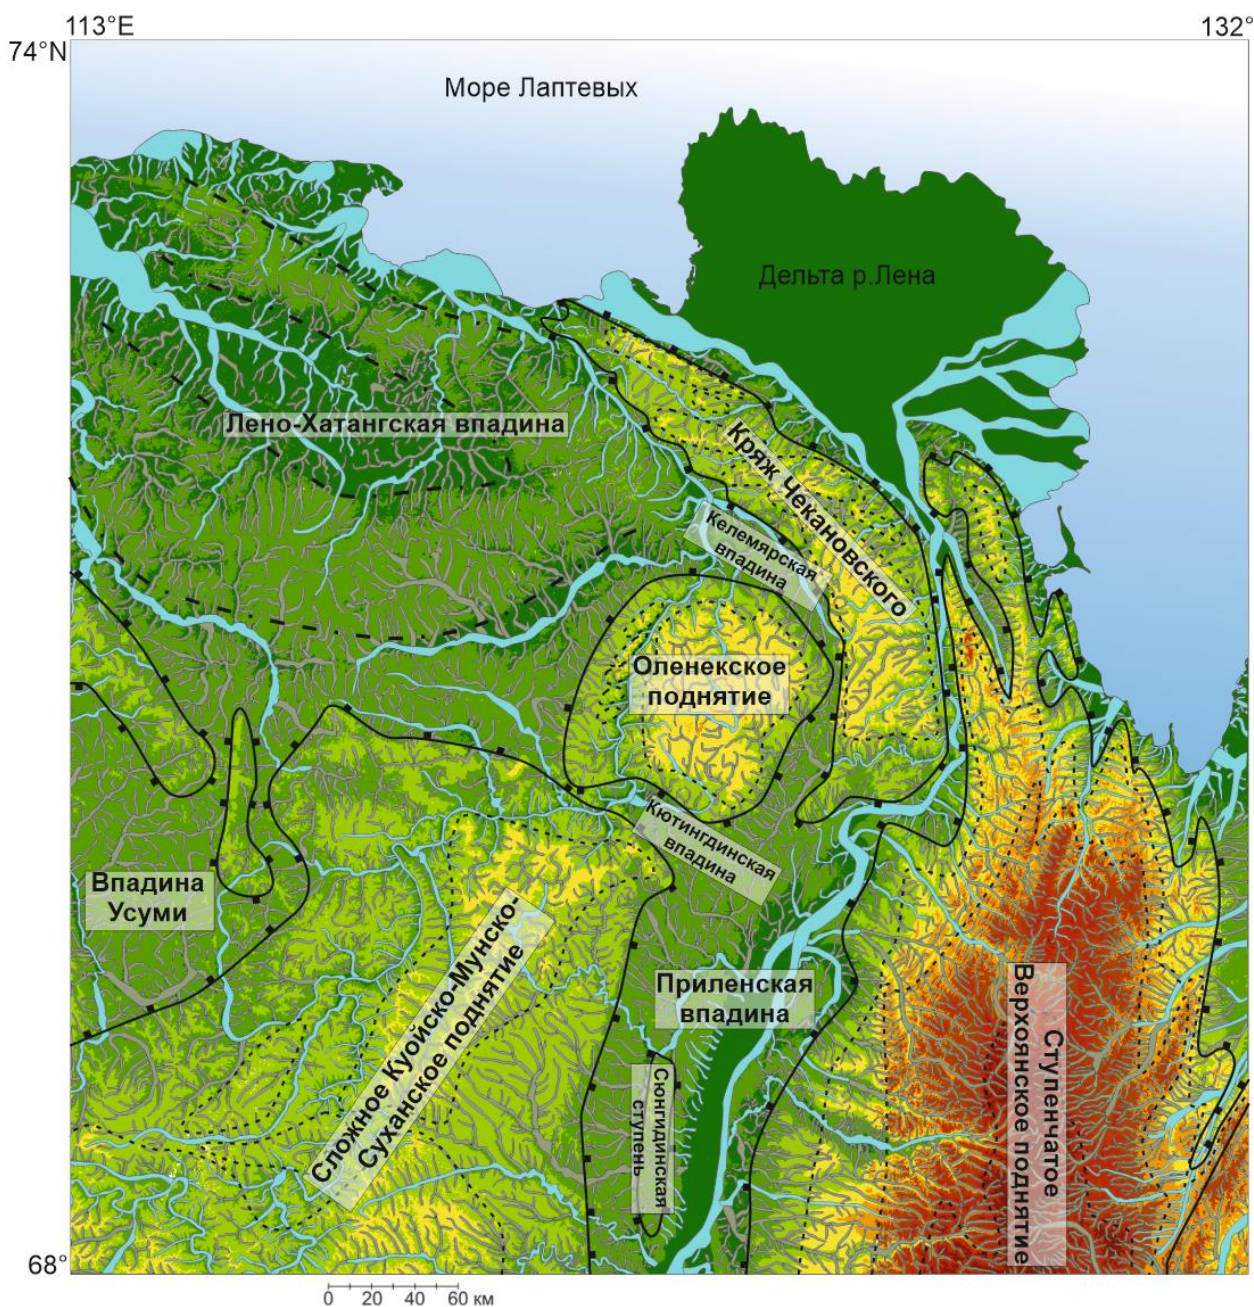 113°E
132°
74°N
Море Лаптевых
Дельта р.Лена
Лено-Хатангская впадина
Кряж Чекановского
Келемярская
впадина
Оленекское
поднятие
Кютингдинская
впадина
Впадина
Усуми
Сложное Куойско-Мунско-
Суханское поднятие
Приленская
впадина
Сюнгидинская
ступень
Ступенчатое
Верхоянское поднятие
68°
0 20 40 60 км